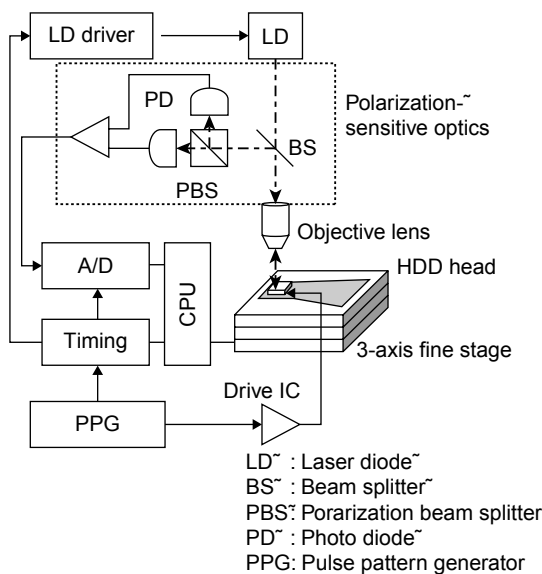 LD driver
LD
PD
Polarization-~
sensitive optics
BS
PBS
Objective lens
HDD head
A/D
CPU
Timing
3-axis fine stage
Drive IC
PPG
LD~ : Laser diode~
BS~ : Beam splitter~
PBS~: Porarization beam splitter
PD~ : Photo diode~
PPG: Pulse pattern generator